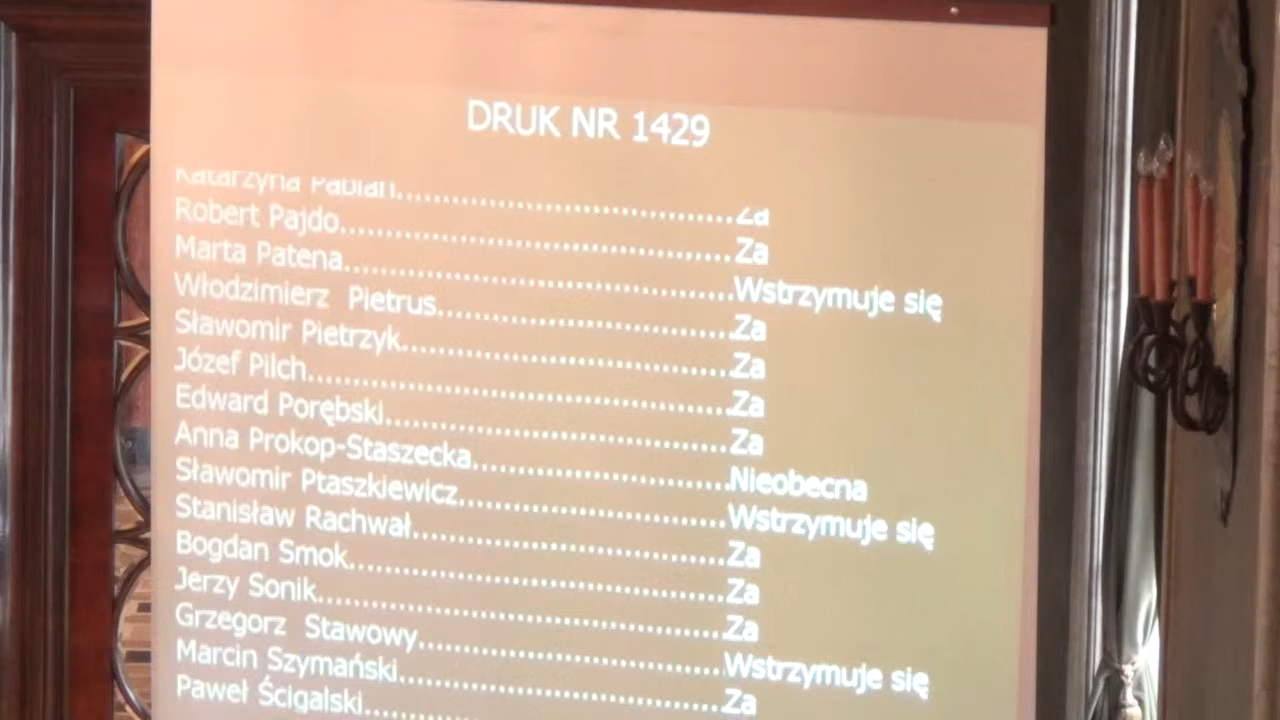 DRUK NR 1429
Katarzyna Pabian........................................Za
Robert Pajdo...............................................Za
Marta Patena...............................................Wstrzymuje się
Włodzimierz  Pietrus...................................Za
Sławomir Pietrzyk........................................Za
Józef Pilch....................................................Za
Edward Porębski..........................................Za
Anna Prokop-Staszecka...............................Nieobecna
Sławomir Ptaszkiewicz................................Wstrzymuje się
Stanisław Rachwał......................................Za
Bogdan Smok..............................................Za
Jerzy Sonik..................................................Za
Grzegorz  Stawowy.....................................Wstrzymuje się
Marcin Szymański.......................................Za
Paweł Ścigalski......